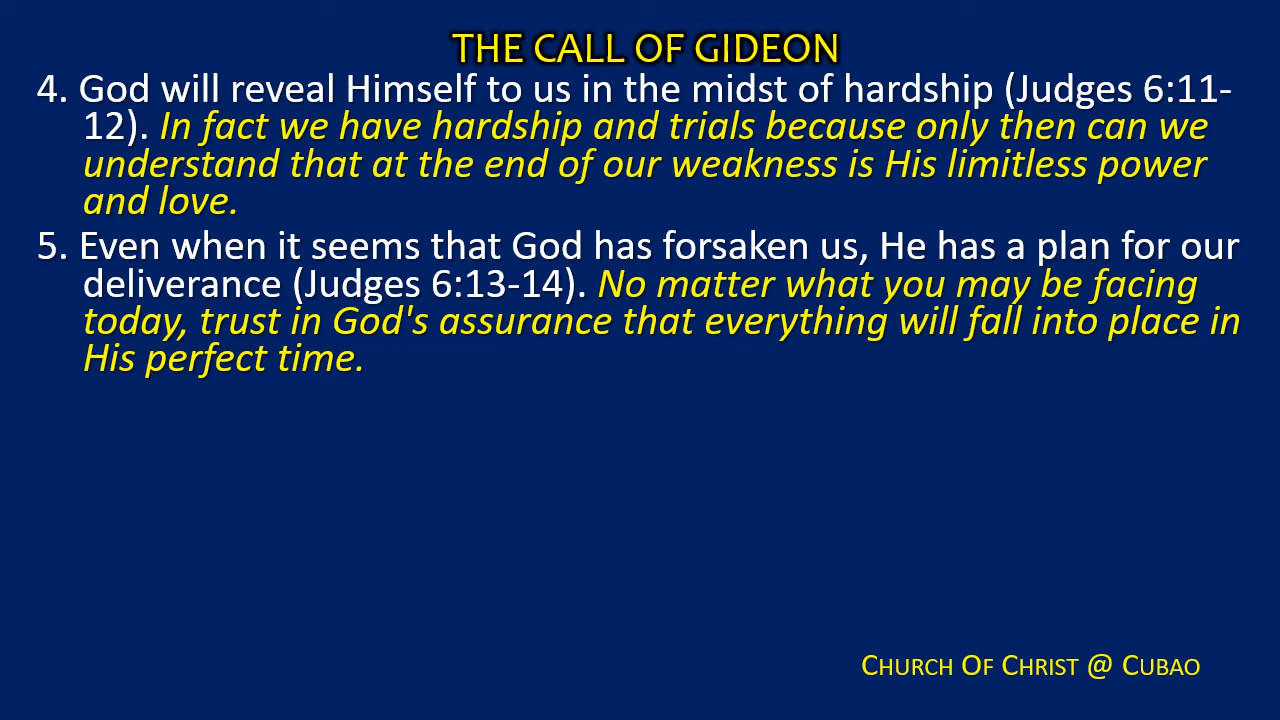 THE CALL OF GIDEON
4. God will reveal Himself to us in the midst of hardship (Judges 6:11-
12). In fact we have hardship and trials because only then can we
understand that at the end of our weakness is His limitless power
and love.
5. Even when it seems that God has forsaken us, He has a plan for our
deliverance (Judges 6:13-14). No matter what you may be facing
today, trust in God's assurance that everything will fall into place in
His perfect time.
CHURCH OF CHRIST @ CUBAO